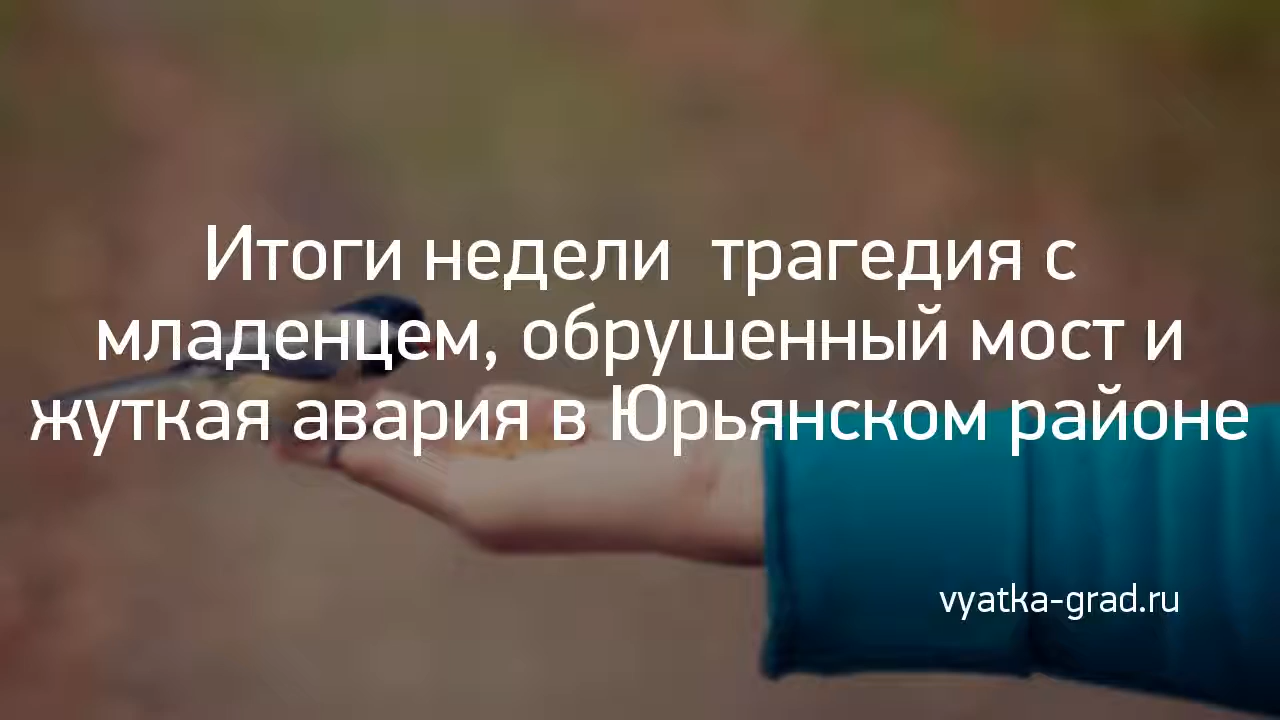 Итоги недели трагедия с
младенцем, обрушенный мост и
жуткая авария в Юрьянском районе
vyatka-grad.ru